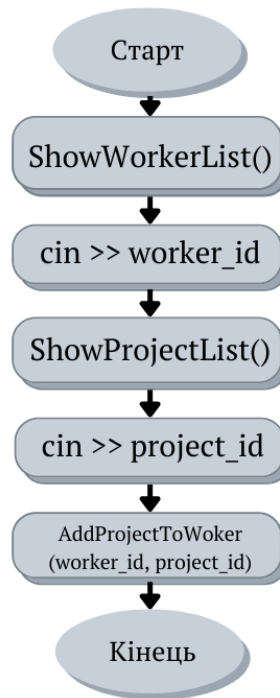 Старт
ShowWorkerList()
cin >> worker_id
ShowProjectList()
cin >> project_id
AddProjectToWoker
(worker_id, project_id)
Кінець